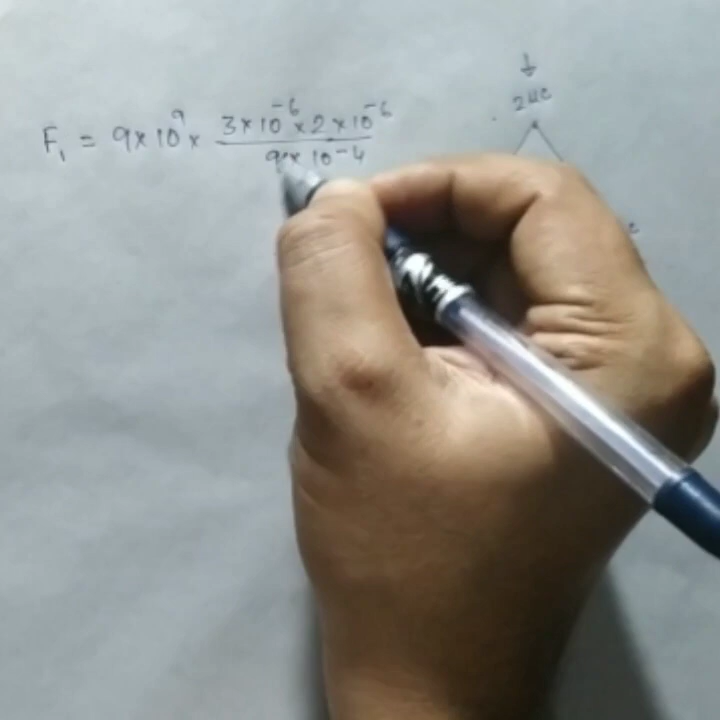 ↓
2μc
F₁ = 9×10⁹ × 3×10⁻⁶×2×10⁻⁶
9× 10⁻⁴
c